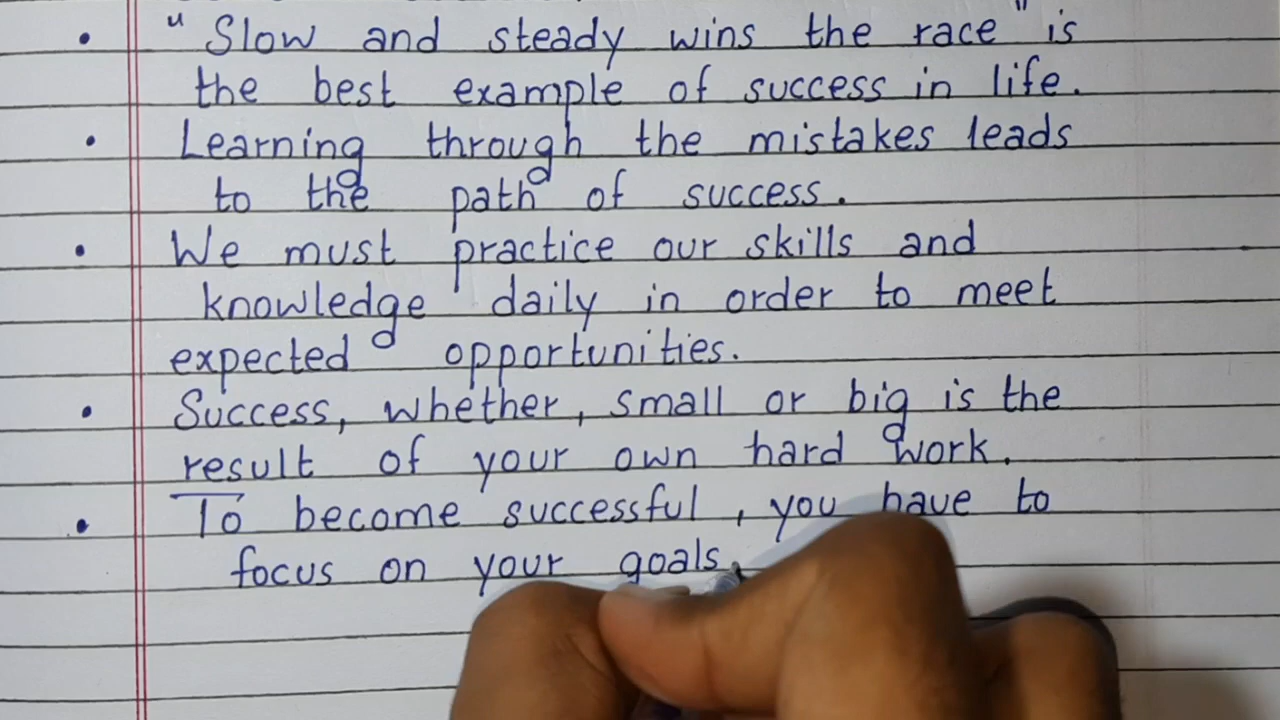 • "Slow and steady wins the race" is
the best example of success in life.
• Learning through the mistakes leads
to the path of success.
• We must practice our skills and
knowledge daily in order to meet
expected opportunities.
• Success, whether, small or big is the
result of your own hard work.
• To become successful, you have to
focus on your goals.